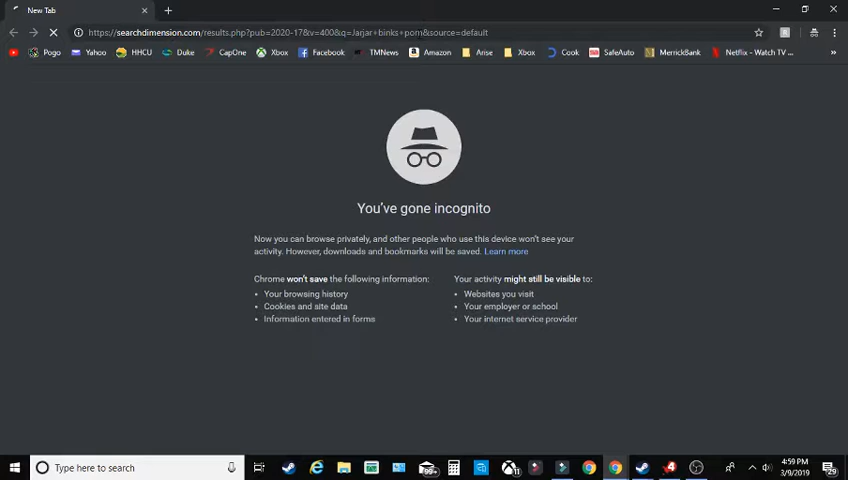 New Tab
https://searchdimension.com/results.php?pub=2020-17&v=400&q=Jarjar+binks+porn&source=default
Pogo Yahoo HHCU Duke CapOne Xbox Facebook TMNews Amazon Arise Xbox Cook SafeAuto MerrickBank Netflix - Watch TV ... »
You've gone incognito
Now you can browse privately, and other people who use this device won't see your
activity. However, downloads and bookmarks will be saved. Learn more
Chrome won't save the following information:
• Your browsing history
• Cookies and site data
• Information entered in forms
Your activity might still be visible to:
• Websites you visit
• Your employer or school
• Your internet service provider
Type here to search
99+
11
4
4:59 PM
3/9/2019
29